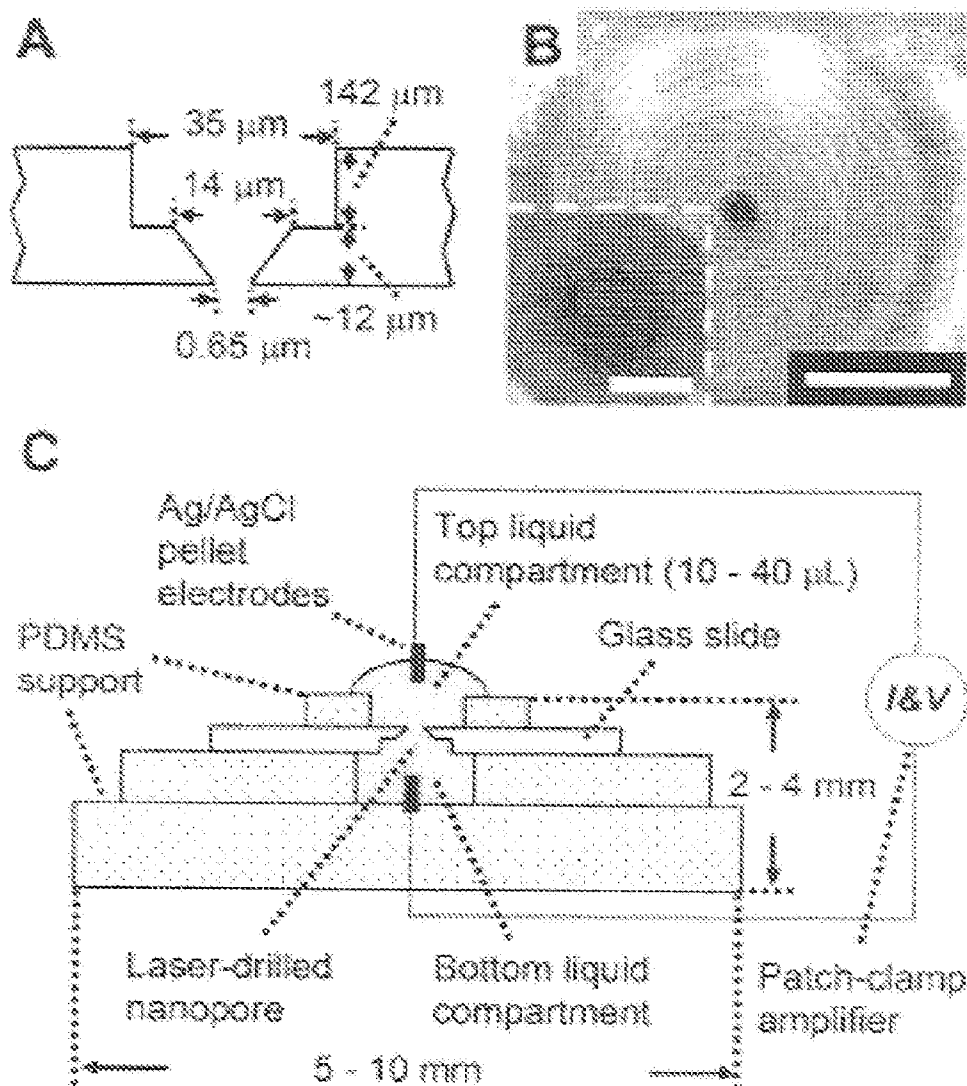 A
B
142 µm
35 µm
14 µm
~12 µm
0.65 µm
C
Ag/AgCl
pellet
electrodes
Top liquid
compartment (10 - 40 µL)
PDMS
support
Glass slide
I&V
2 - 4 mm
Laser-drilled
nanopore
Bottom liquid
compartment
Patch-clamp
amplifier
5 - 10 mm